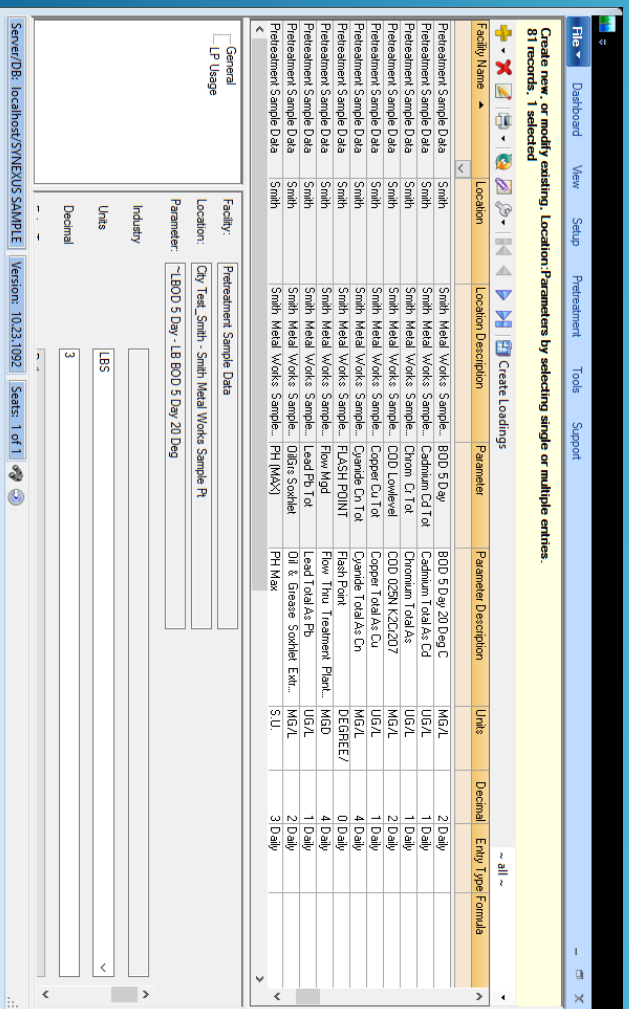 File Dashboard View Setup Pretreatment Tools Support
Create new, or modify existing, Location:Parameters by selecting single or multiple entries.
81 records, 1 selected
Create Loadings ~ all ~
Facility Name Location Location Description Parameter Parameter Description Units Decimal Entry Type Formula
Pretreatment Sample Data Smith Smith Metal Works Sample... BOD 5 Day BOD 5 Day 20 Deg C MG/L 2 Daily
Pretreatment Sample Data Smith Smith Metal Works Sample... Cadmium Cd Tot Cadmium Total As Cd UG/L 1 Daily
Pretreatment Sample Data Smith Smith Metal Works Sample... Chrom Cr Tot Chromium Total As UG/L 1 Daily
Pretreatment Sample Data Smith Smith Metal Works Sample... COD Lowlevel COD 025N K2Cr2O7 MG/L 2 Daily
Pretreatment Sample Data Smith Smith Metal Works Sample... Copper Cu Tot Copper Total As Cu UG/L 1 Daily
Pretreatment Sample Data Smith Smith Metal Works Sample... Cyanide Cn Tot Cyanide Total As Cn MG/L 4 Daily
Pretreatment Sample Data Smith Smith Metal Works Sample... FLASH POINT Flash Point DEGREE/ 0 Daily
Pretreatment Sample Data Smith Smith Metal Works Sample... Flow Mgd Flow Thru Treatment Plant... MGD 4 Daily
Pretreatment Sample Data Smith Smith Metal Works Sample... Lead Pb Tot Lead Total As Pb UG/L 1 Daily
Pretreatment Sample Data Smith Smith Metal Works Sample... OilGrs Soxhlet Oil & Grease Soxhlet Extr... MG/L 2 Daily
Pretreatment Sample Data Smith Smith Metal Works Sample... PH (MAX) PH Max S.U. 3 Daily
General
LP Usage
Facility: Pretreatment Sample Data
Location: City Test_Smith - Smith Metal Works Sample Pt
Parameter: ~LBOD 5 Day - LB BOD 5 Day 20 Deg
Industry
Units LBS
Decimal 3
Server/DB: localhost/SYNEXUS SAMPLE Version: 10.23.1092 Seats: 1 of 1